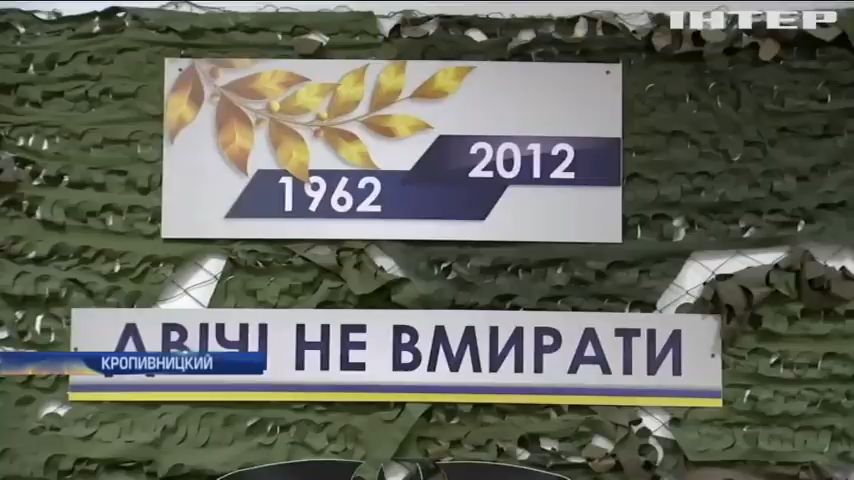 ІНТЕР
1962
2012
ДВІЧІ НЕ ВМИРАТИ
КРОПИВНИЦКИЙ